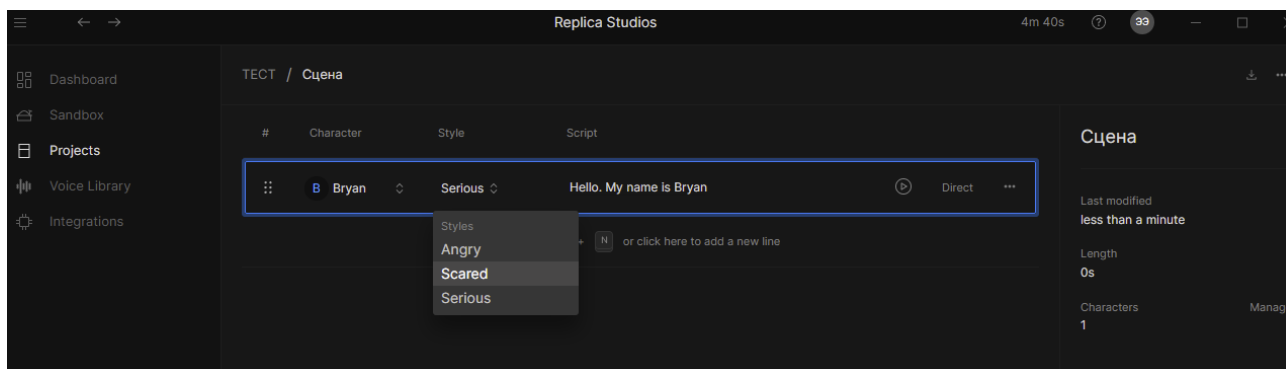 Replica Studios
4m 40s
ЭЭ
Dashboard
Sandbox
Projects
Voice Library
Integrations
ТЕСТ / Сцена
# Character Style Script
B Bryan Serious Hello. My name is Bryan Direct
Styles
Angry
Scared
Serious
+ N or click here to add a new line
Сцена
Last modified
less than a minute
Length
0s
Characters Manag
1